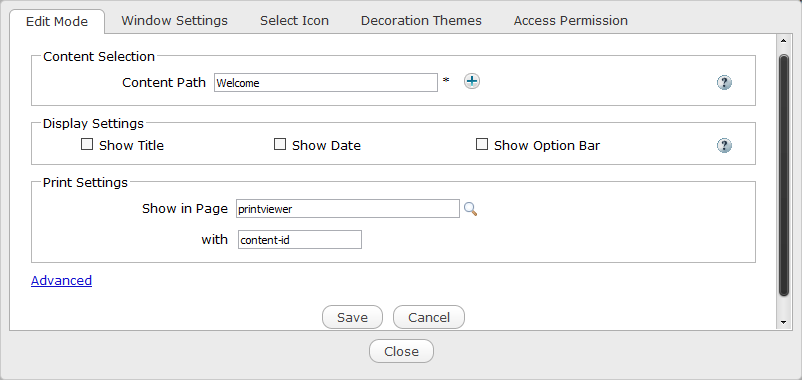 Edit Mode Window Settings Select Icon Decoration Themes Access Permission
Content Selection
Content Path Welcome * + ?
Display Settings
Show Title Show Date Show Option Bar ?
Print Settings
Show in Page printviewer
with content-id
Advanced
Save Cancel
Close